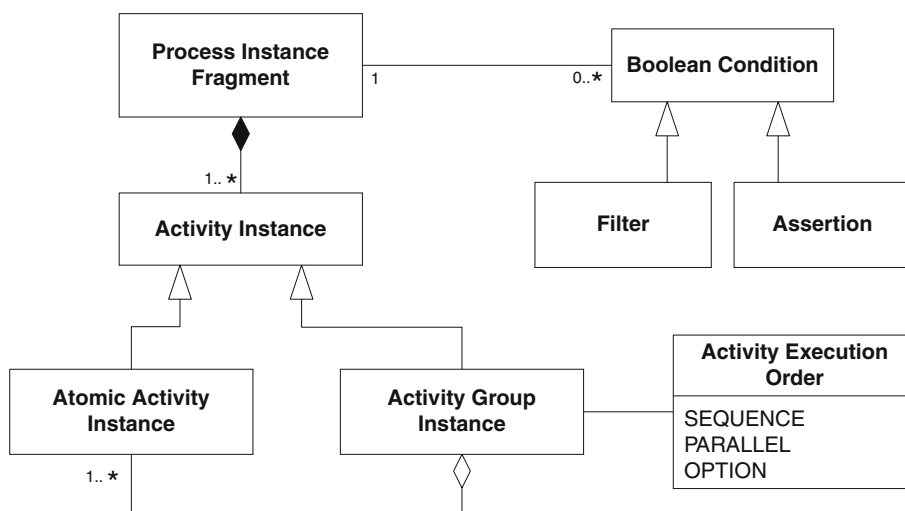 Process Instance
Fragment
1
0..*
Boolean Condition
1.. *
Activity Instance
Filter
Assertion
Atomic Activity
Instance
1.. *
Activity Group
Instance
Activity Execution
Order
SEQUENCE
PARALLEL
OPTION